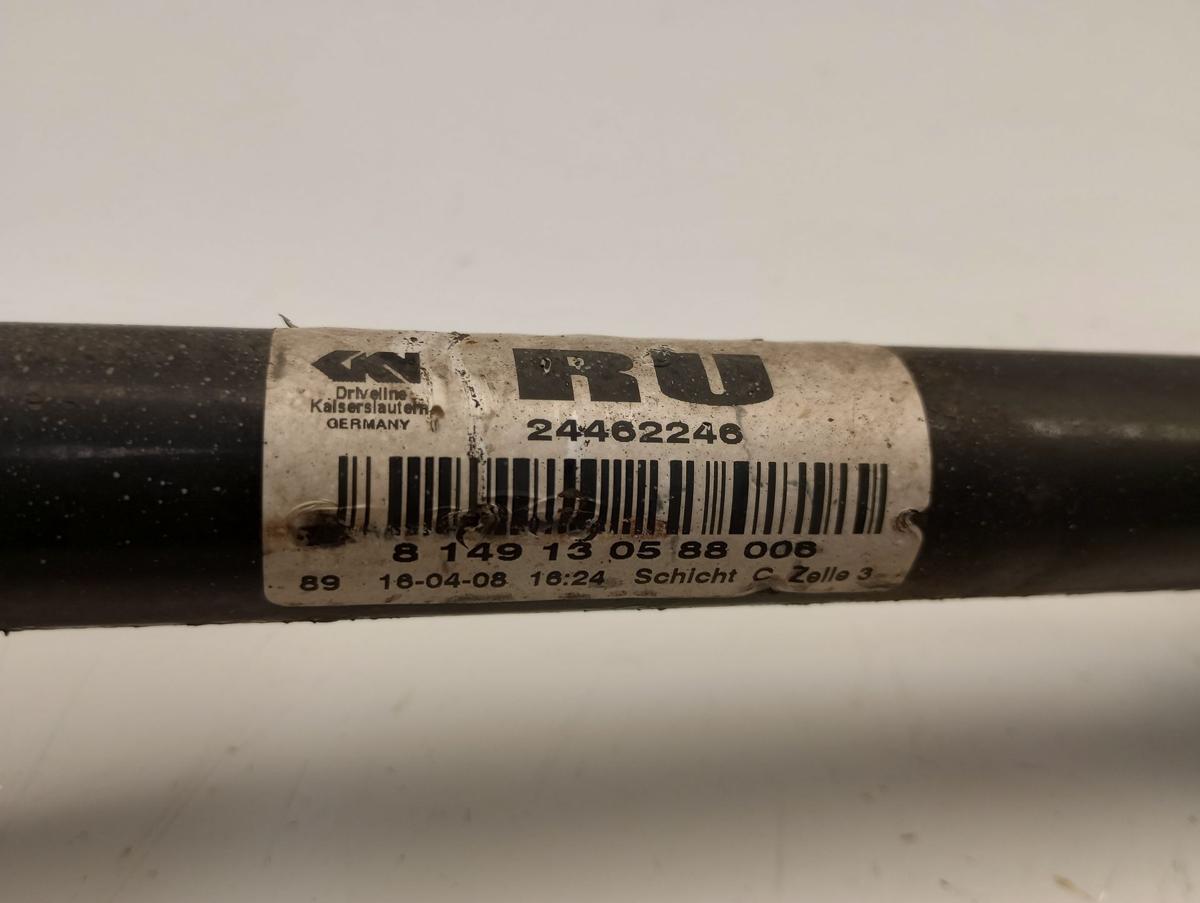 GKN
Driveline
Kaiserslautern
GERMANY
RU
24462246
8 149 13 05 88 006
89 16-04-08 16:24 Schicht C Zelle 3